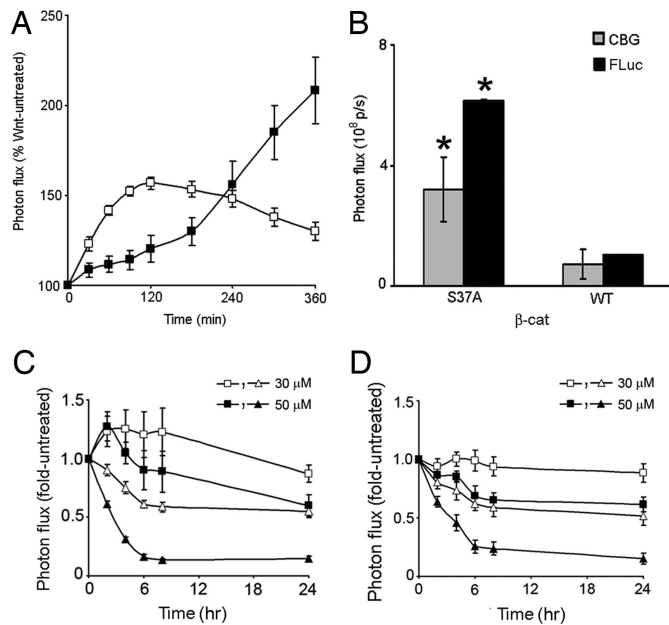 A
Photon flux (% Wnt-untreated)
250
200
150
100
0
120
240
360
Time (min)
B
CBG
FLuc
Photon flux (10⁸ p/s)
8
4
0
*
*
S37A
WT
β-cat
C
, 30 µM
, 50 µM
Photon flux (fold-untreated)
1.5
1.0
0.5
0
0
6
12
18
24
Time (hr)
D
, 30 µM
, 50 µM
Photon flux (fold-untreated)
1.5
1.0
0.5
0
0
6
12
18
24
Time (hr)